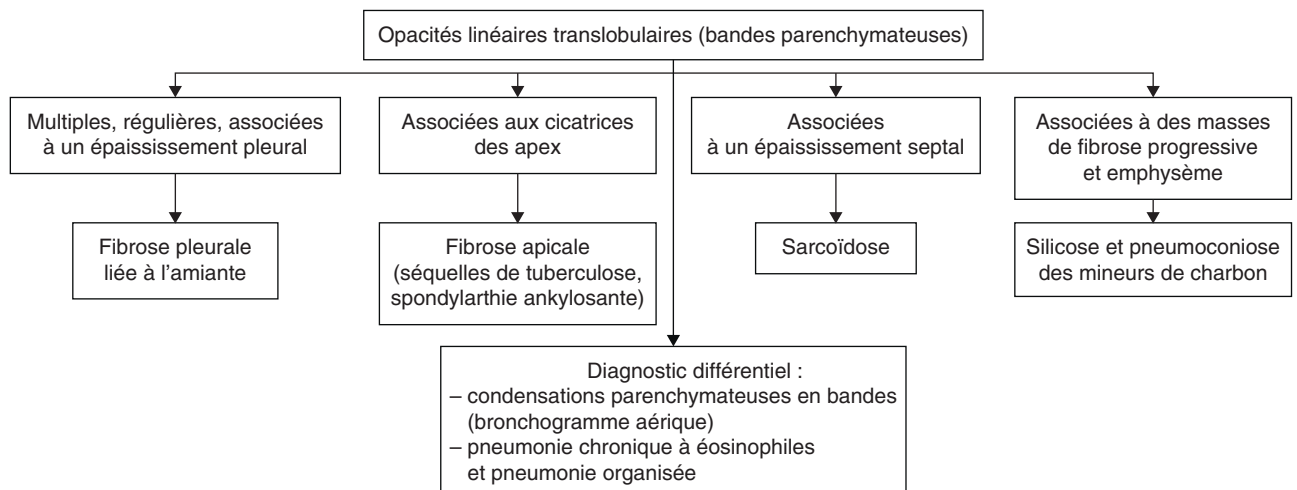 Opacités linéaires translobulaires (bandes parenchymateuses)
Multiples, régulières, associées
à un épaississement pleural
Associées aux cicatrices
des apex
Associées
à un épaississement septal
Associées à des masses
de fibrose progressive
et emphysème
Fibrose pleurale
liée à l'amiante
Fibrose apicale
(séquelles de tuberculose,
spondylarthie ankylosante)
Sarcoïdose
Silicose et pneumoconiose
des mineurs de charbon
Diagnostic différentiel :
– condensations parenchymateuses en bandes
(bronchogramme aérique)
– pneumonie chronique à éosinophiles
et pneumonie organisée